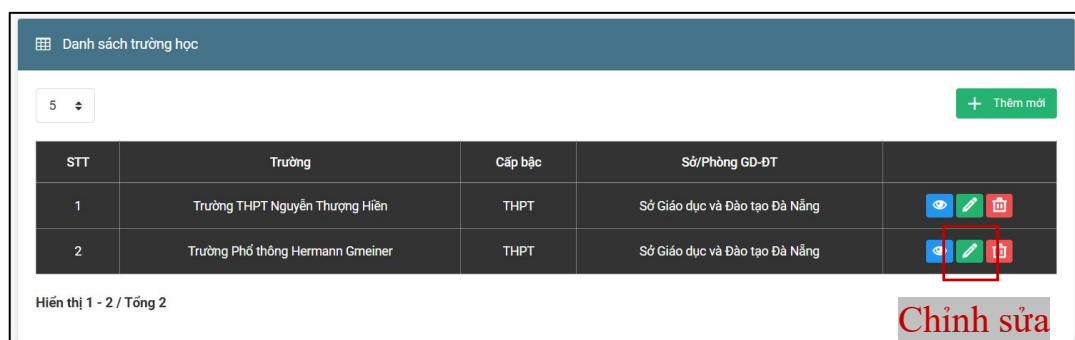 Danh sách trường học
5
Thêm mới
STT Trường Cấp bậc Sở/Phòng GD-ĐT
1 Trường THPT Nguyễn Thượng Hiền THPT Sở Giáo dục và Đào tạo Đà Nẵng
2 Trường Phổ thông Hermann Gmeiner THPT Sở Giáo dục và Đào tạo Đà Nẵng
Hiển thị 1 - 2 / Tổng 2
Chỉnh sửa